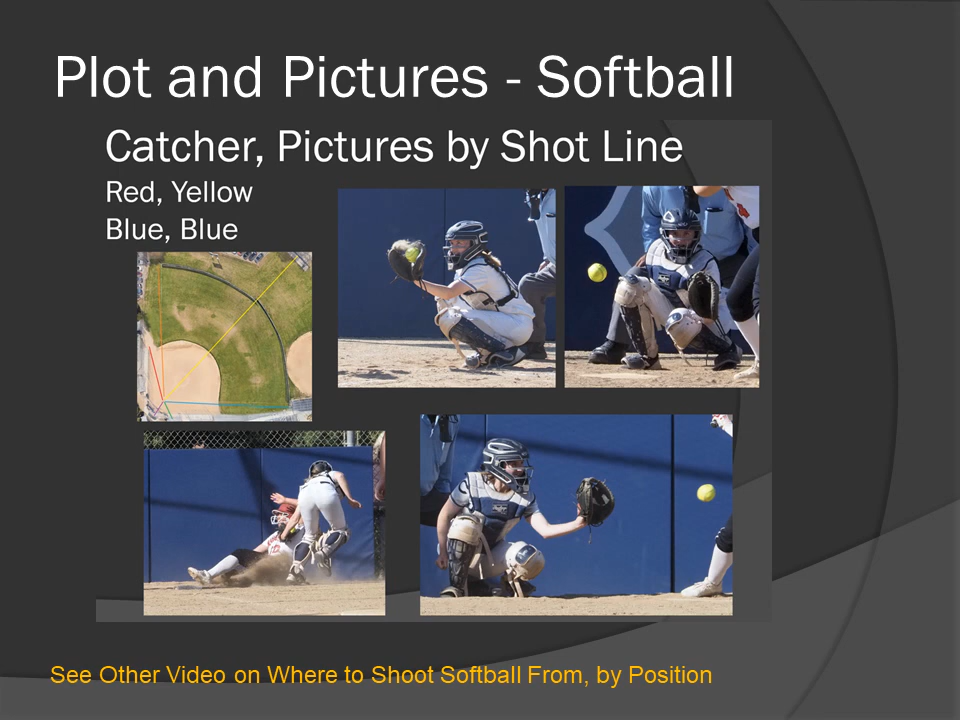 Plot and Pictures - Softball
Catcher, Pictures by Shot Line
Red, Yellow
Blue, Blue
See Other Video on Where to Shoot Softball From, by Position